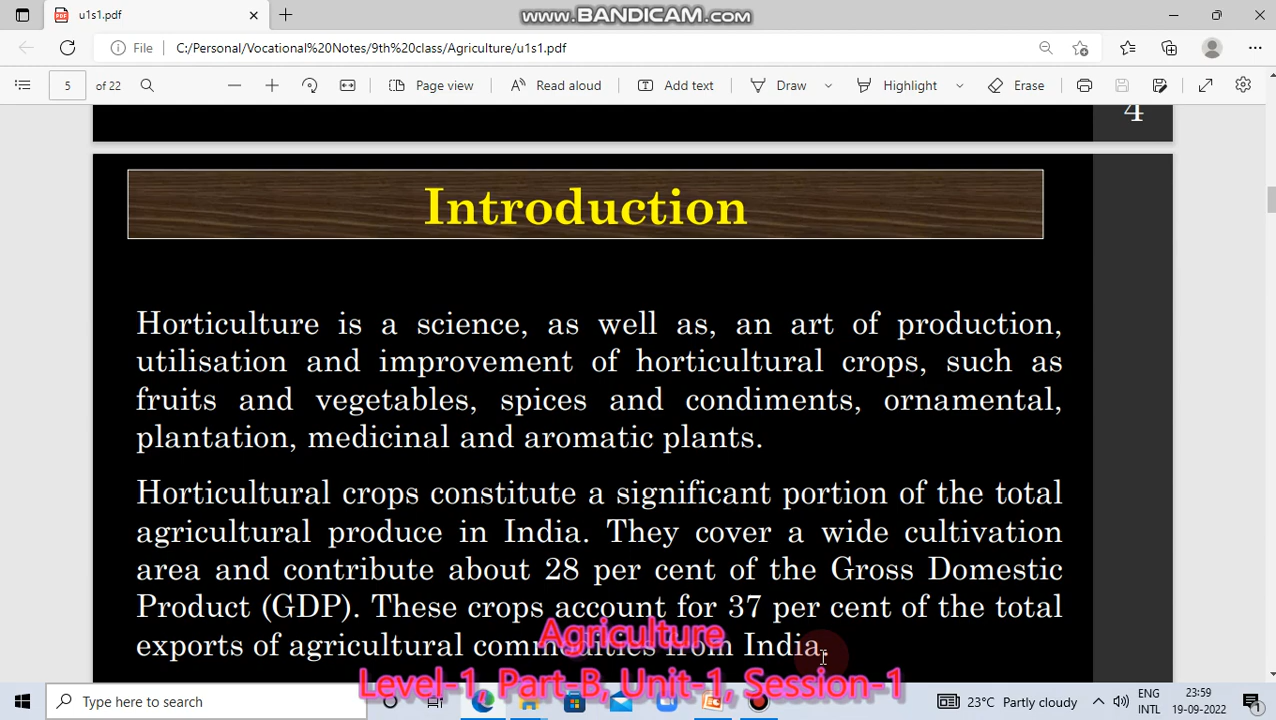 u1s1.pdf
www.BANDICAM.com
File C:/Personal/Vocational%20Notes/9th%20class/Agriculture/u1s1.pdf
5 of 22 Page view Read aloud Add text Draw Highlight Erase
4
Introduction
Horticulture is a science, as well as, an art of production,
utilisation and improvement of horticultural crops, such as
fruits and vegetables, spices and condiments, ornamental,
plantation, medicinal and aromatic plants.
Horticultural crops constitute a significant portion of the total
agricultural produce in India. They cover a wide cultivation
area and contribute about 28 per cent of the Gross Domestic
Product (GDP). These crops account for 37 per cent of the total
exports of agricultural commodities from India.
Agriculture
Level-1, Part-B, Unit-1, Session-1
Type here to search
23°C Partly cloudy
ENG
INTL
23:59
19-09-2022
1